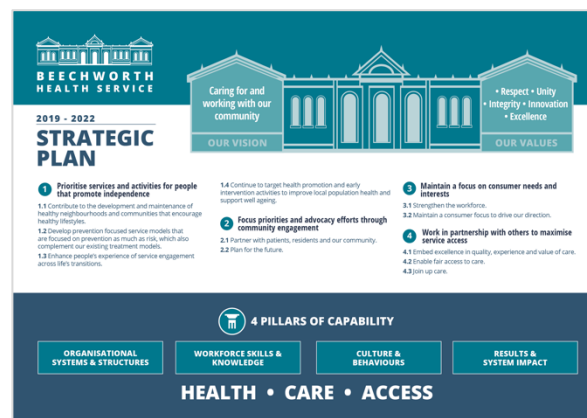 BEECHWORTH
HEALTH SERVICE
2019 - 2022
STRATEGIC
PLAN
Caring for and
working with our
community
OUR VISION
• Respect • Unity
• Integrity • Innovation
• Excellence
OUR VALUES
1 Prioritise services and activities for people
that promote independence
1.1 Contribute to the development and maintenance of
healthy neighbourhoods and communities that encourage
healthy lifestyles.
1.2 Develop prevention focused service models that
are focused on prevention as much as risk, which also
complement our existing treatment models.
1.3 Enhance people's experience of service engagement
across life's transitions.
1.4 Continue to target health promotion and early
intervention activities to improve local population health and
support well ageing.
2 Focus priorities and advocacy efforts through
community engagement
2.1 Partner with patients, residents and our community.
2.2 Plan for the future.
3 Maintain a focus on consumer needs and
interests
3.1 Strengthen the workforce.
3.2 Maintain a consumer focus to drive our direction.
4 Work in partnership with others to maximise
service access
4.1 Embed excellence in quality, experience and value of care.
4.2 Enable fair access to care.
4.3 Join up care.
4 PILLARS OF CAPABILITY
ORGANISATIONAL
SYSTEMS & STRUCTURES
WORKFORCE SKILLS &
KNOWLEDGE
CULTURE &
BEHAVIOURS
RESULTS &
SYSTEM IMPACT
HEALTH • CARE • ACCESS